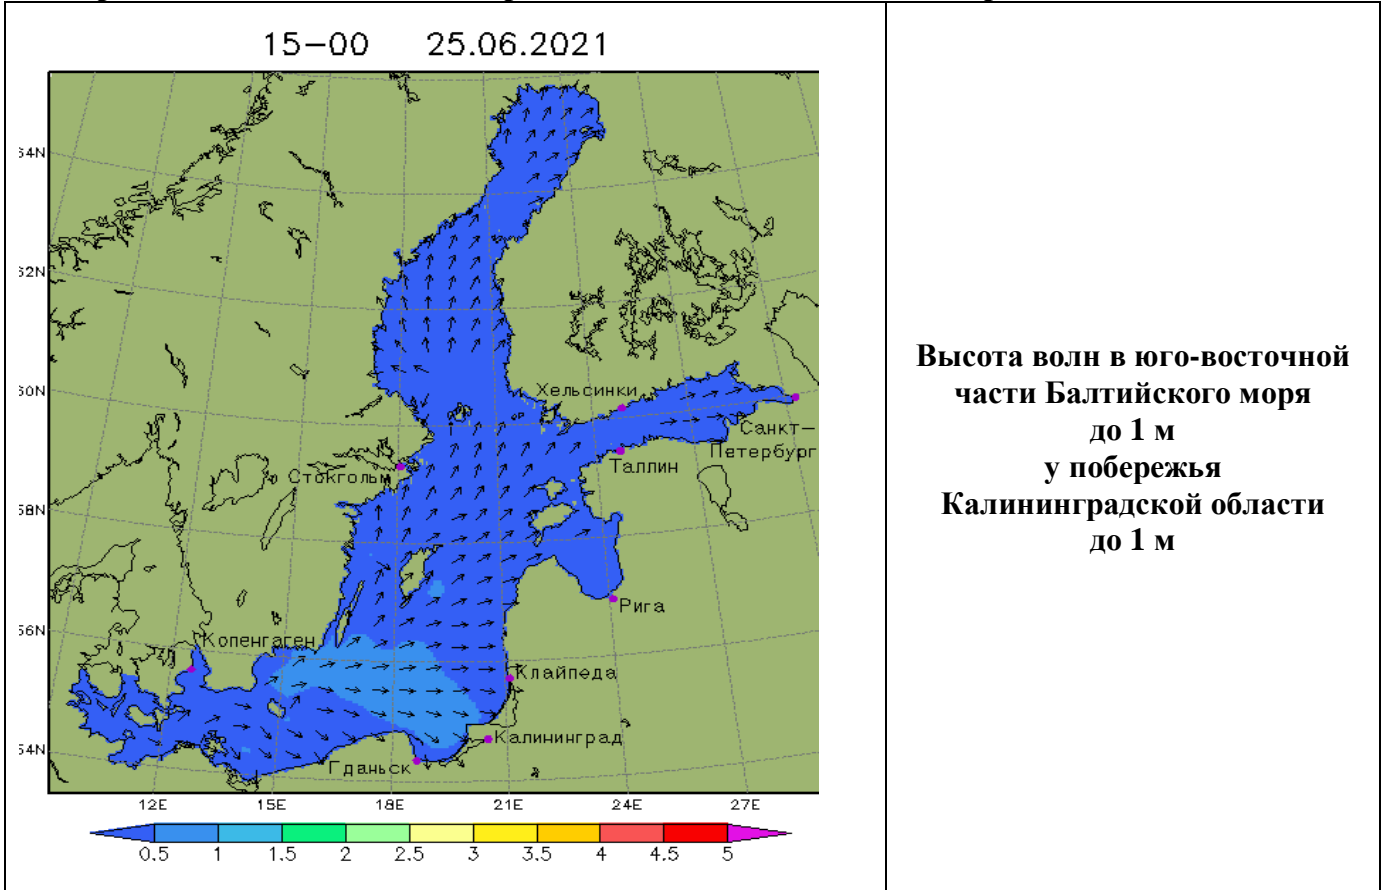 15-00 25.06.2021
64N
62N
60N
58N
56N
54N
Хельсинки
Санкт-
Петербург
Таллин
Стокгольм
Рига
Копенгаген
Клайпеда
Калининград
Гданьск
12E 15E 18E 21E 24E 27E
0.5 1 1.5 2 2.5 3 3.5 4 4.5 5
Высота волн в юго-восточной
части Балтийского моря
до 1 м
у побережья
Калининградской области
до 1 м